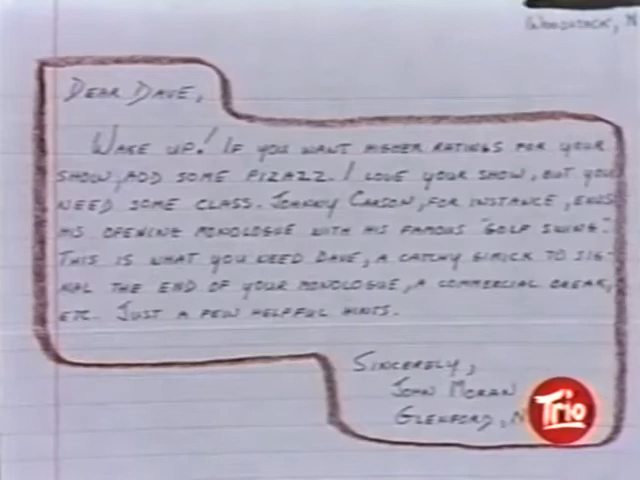 WOODSTOCK, N
DEAR DAVE,
WAKE UP! IF YOU WANT HIGHER RATINGS FOR YOUR
SHOW, ADD SOME PIZAZZ. I LOVE YOUR SHOW, BUT YOU
NEED SOME CLASS. JOHNNY CARSON, FOR INSTANCE, ENDS
HIS OPENING MONOLOGUE WITH HIS FAMOUS "GOLF SWING".
THIS IS WHAT YOU NEED DAVE, A CATCHY GIMICK TO SIG-
NAL THE END OF YOUR MONOLOGUE, A COMMERCIAL BREAK,
ETC. JUST A FEW HELPFUL HINTS.
SINCERELY,
JOHN MORAN
GLENFORD, N
Trio